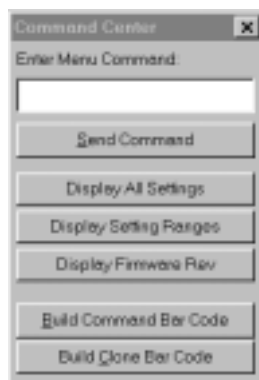 Command Center
Enter Menu Command:
Send Command
Display All Settings
Display Setting Ranges
Display Firmware Rev
Build Command Bar Code
Build Clone Bar Code